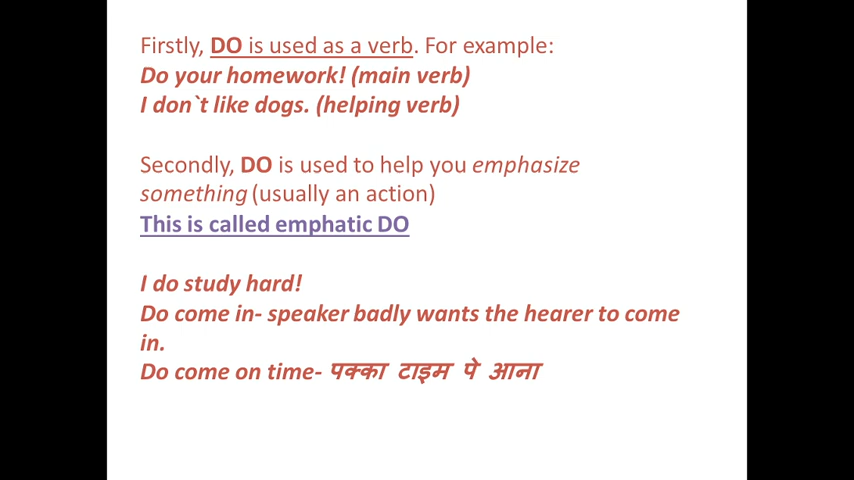 Firstly, DO is used as a verb. For example:
Do your homework! (main verb)
I don`t like dogs. (helping verb)
Secondly, DO is used to help you emphasize
something (usually an action)
This is called emphatic DO
I do study hard!
Do come in- speaker badly wants the hearer to come
in.
Do come on time- पक्का टाइम पे आना